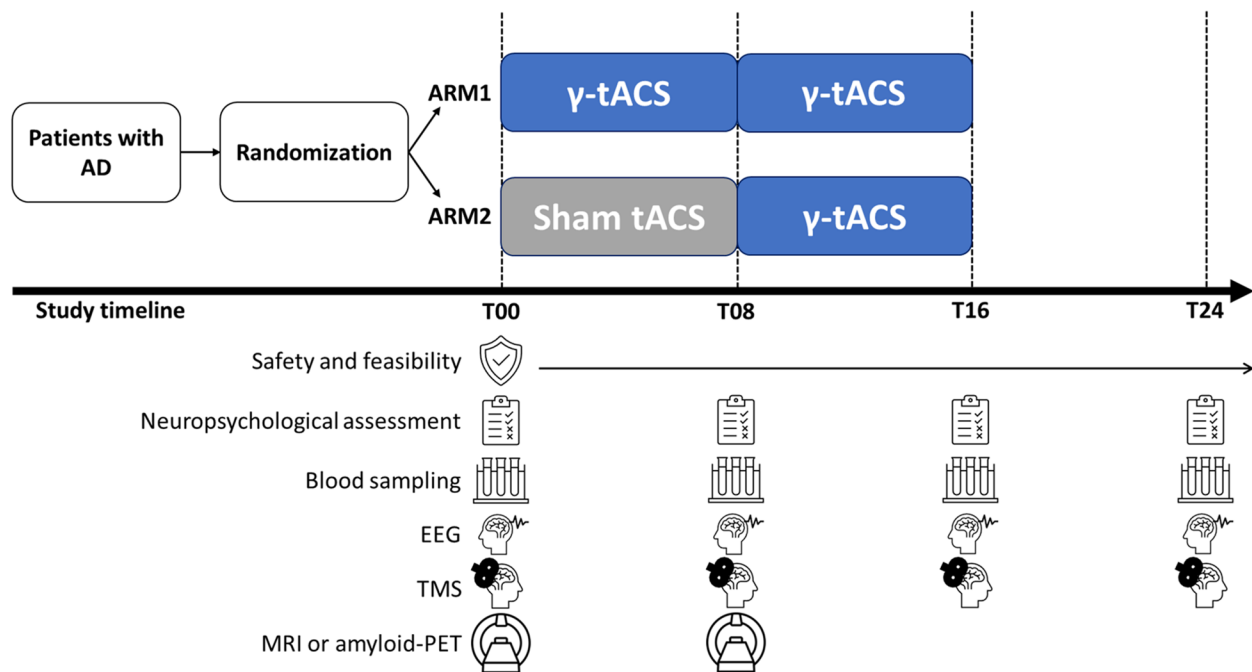 ARM1
γ-tACS
γ-tACS
Patients with
AD
Randomization
ARM2
Sham tACS
γ-tACS
Study timeline
T00
T08
T16
T24
Safety and feasibility
Neuropsychological assessment
Blood sampling
EEG
TMS
MRI or amyloid-PET